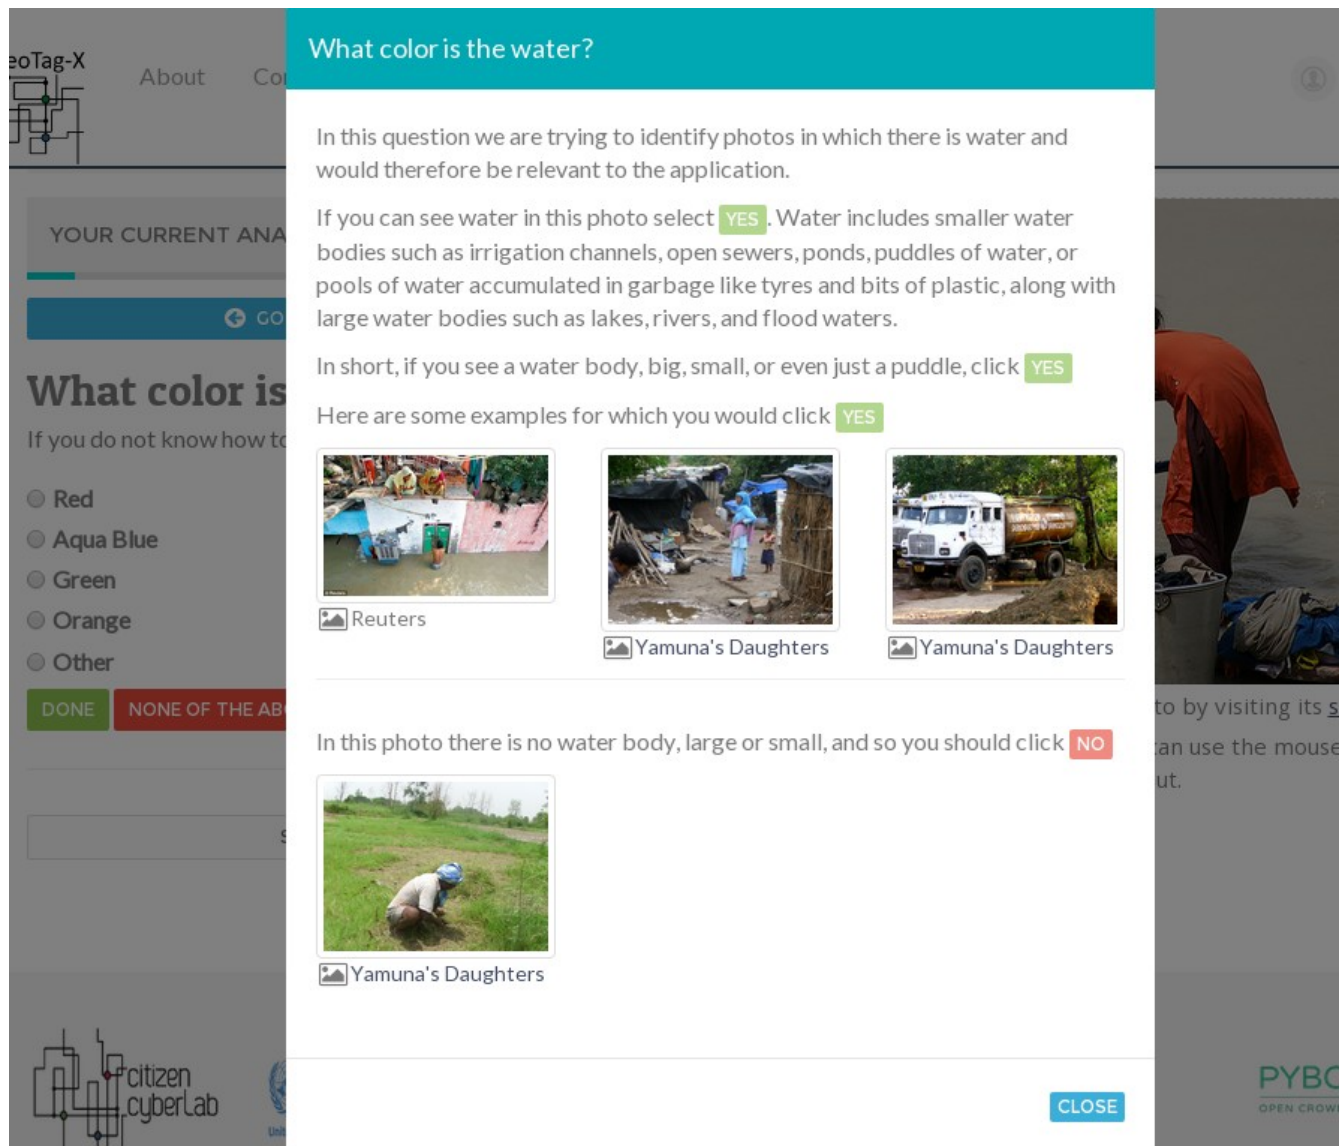 eoTag-X
About
Co
YOUR CURRENT ANA
GO
What color is
If you do not know how to
Red
Aqua Blue
Green
Orange
Other
DONE
NONE OF THE AB
S
What color is the water?
In this question we are trying to identify photos in which there is water and
would therefore be relevant to the application.
If you can see water in this photo select YES . Water includes smaller water
bodies such as irrigation channels, open sewers, ponds, puddles of water, or
pools of water accumulated in garbage like tyres and bits of plastic, along with
large water bodies such as lakes, rivers, and flood waters.
In short, if you see a water body, big, small, or even just a puddle, click YES
Here are some examples for which you would click YES
Reuters
Yamuna's Daughters
Yamuna's Daughters
In this photo there is no water body, large or small, and so you should click NO
Yamuna's Daughters
CLOSE
to by visiting its s
can use the mouse
ut.
citizen
cyberlab
Unit
PYBO
OPEN CROW